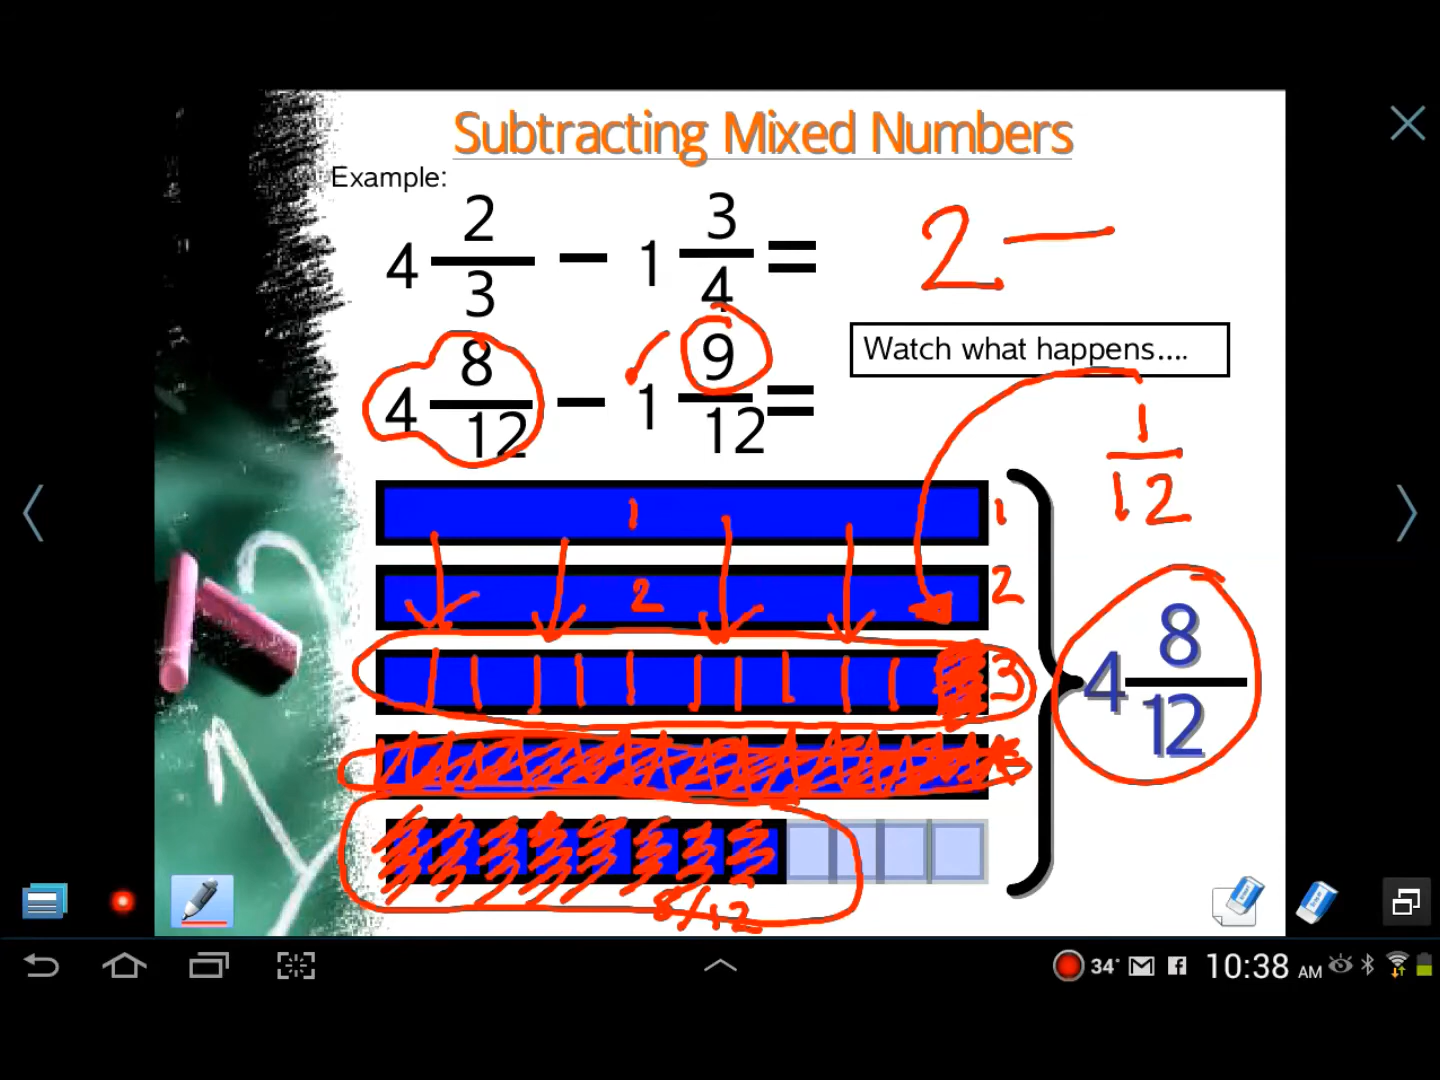 Subtracting Mixed Numbers
Example:
4 2/3 − 1 3/4 = 2 —
4 8/12 − 1 9/12 =
Watch what happens....
1/12
1 1
2 2
3
4 8/12
8/12
34°
10:38 AM